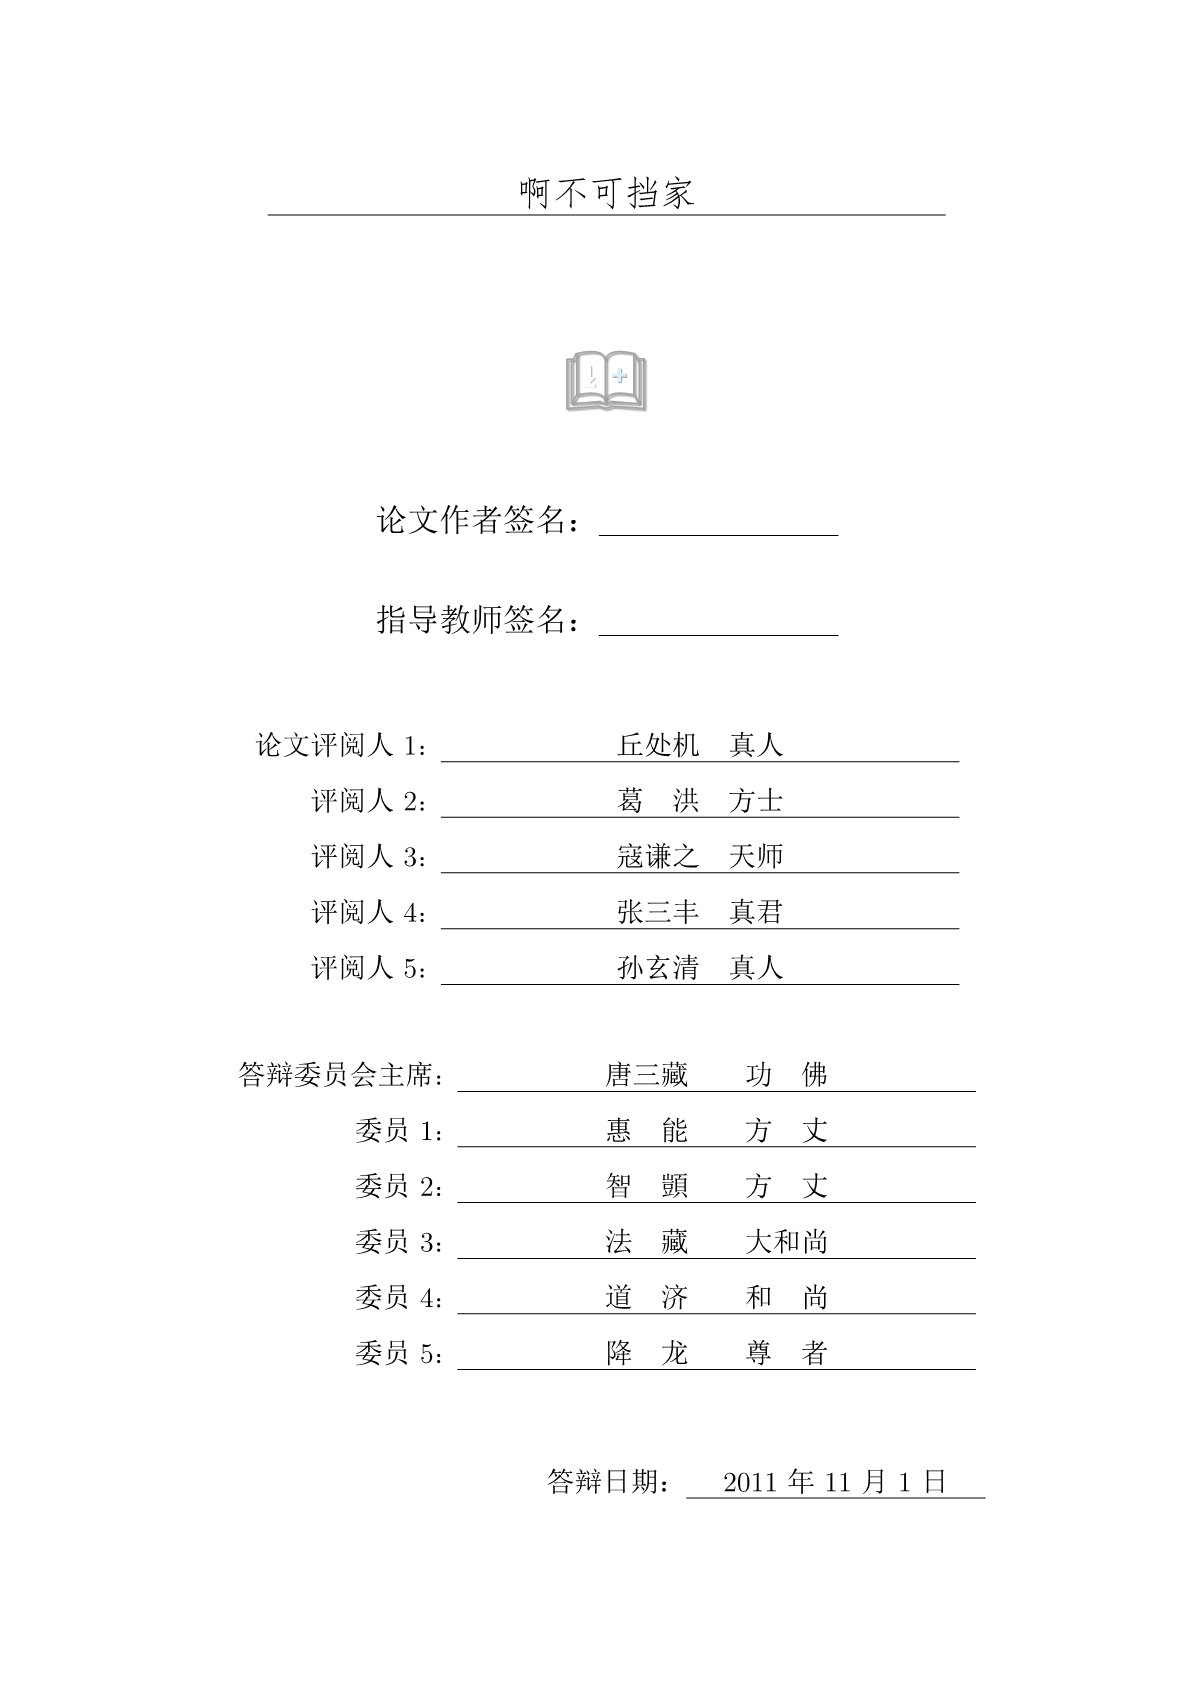 啊不可挡家
论文作者签名：
指导教师签名：
论文评阅人 1： 丘处机 真人
评阅人 2： 葛 洪 方士
评阅人 3： 寇谦之 天师
评阅人 4： 张三丰 真君
评阅人 5： 孙玄清 真人
答辩委员会主席： 唐三藏 功 佛
委员 1： 惠 能 方 丈
委员 2： 智 顗 方 丈
委员 3： 法 藏 大和尚
委员 4： 道 济 和 尚
委员 5： 降 龙 尊 者
答辩日期： 2011 年 11 月 1 日